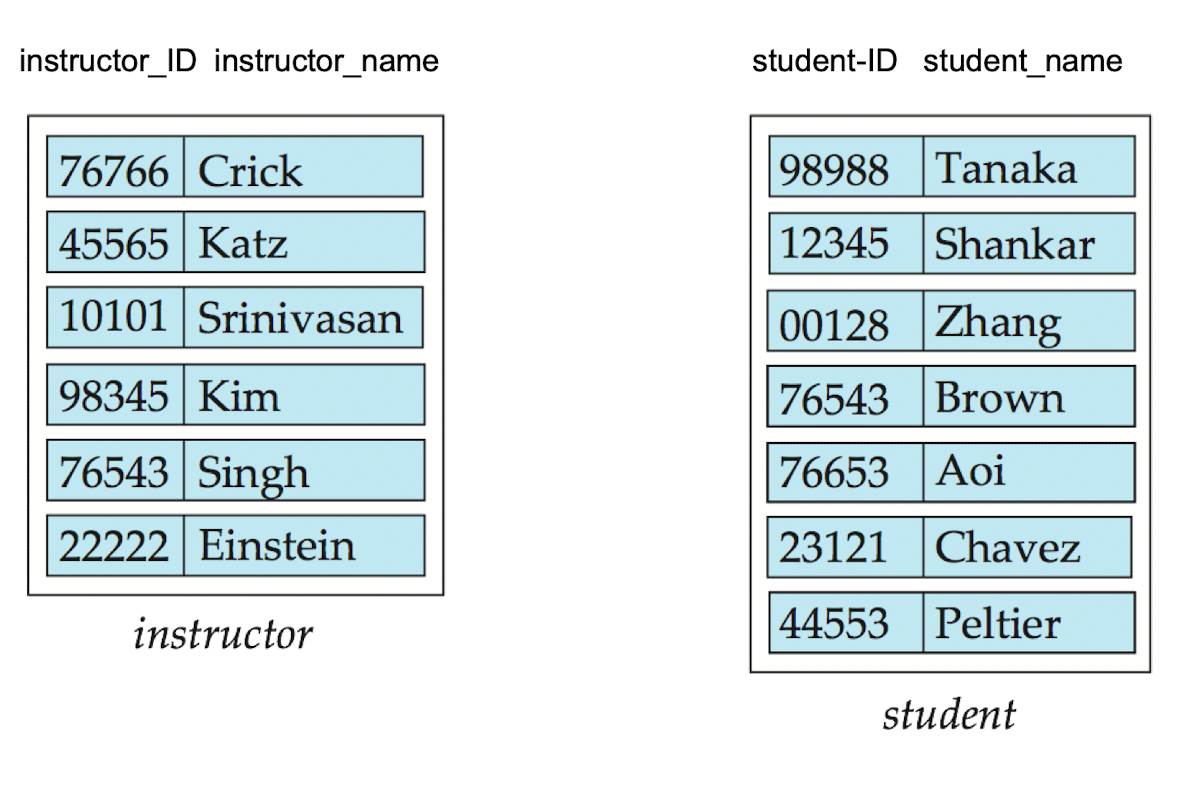 instructor_ID instructor_name
76766 Crick
45565 Katz
10101 Srinivasan
98345 Kim
76543 Singh
22222 Einstein
instructor
student-ID student_name
98988 Tanaka
12345 Shankar
00128 Zhang
76543 Brown
76653 Aoi
23121 Chavez
44553 Peltier
student